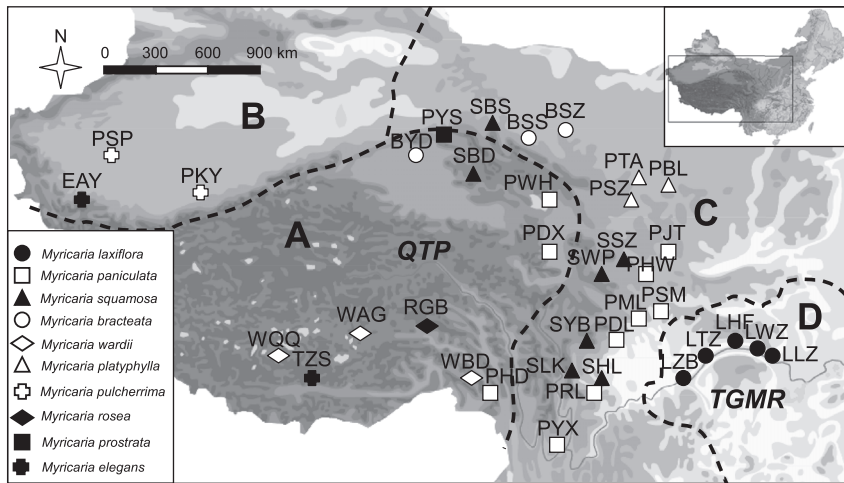 N
0 300 600 900 km
B
A
C
D
QTP
TGMR
PSP
EAY
PKY
BYD
PYS
SBS
BSS
BSZ
SBD
PWH
PTA
PBL
PSZ
PDX
SSZ
PJT
SWP
PHW
PML
PSM
SYB
PDL
SLK
SHL
PRL
PYX
WAG
RGB
WQQ
TZS
WBD
PHD
LHF
LTZ
LWZ
LZB
LLZ
Myricaria laxiflora
Myricaria paniculata
Myricaria squamosa
Myricaria bracteata
Myricaria wardii
Myricaria platyphylla
Myricaria pulcherrima
Myricaria rosea
Myricaria prostrata
Myricaria elegans